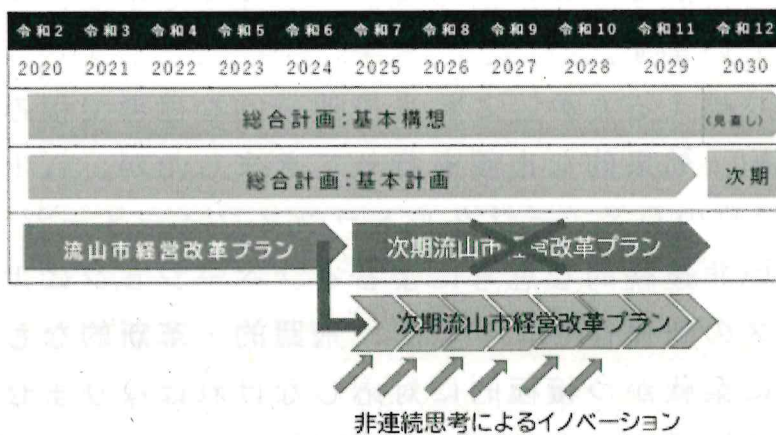 令和2 令和3 令和4 令和5 令和6 令和7 令和8 令和9 令和10 令和11 令和12
2020 2021 2022 2023 2024 2025 2026 2027 2028 2029 2030
総合計画：基本構想 （見直し）
総合計画：基本計画 次期
流山市経営改革プラン 次期流山市経営改革プラン
次期流山市経営改革プラン
非連続思考によるイノベーション